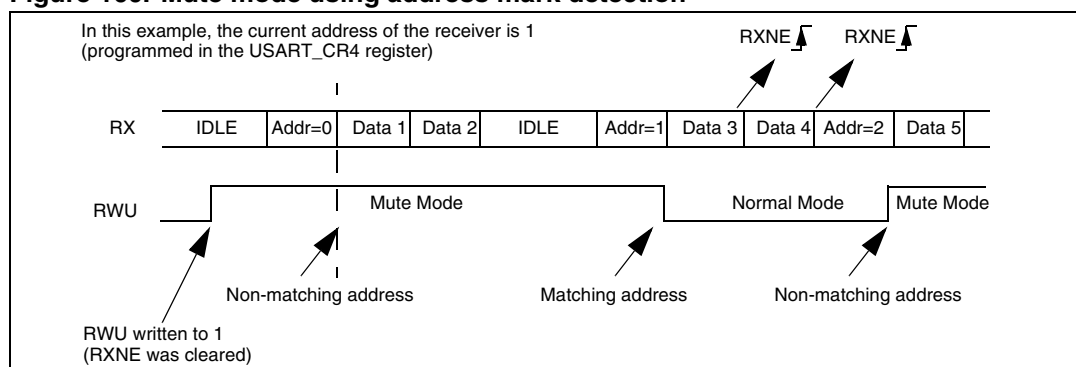 In this example, the current address of the receiver is 1
(programmed in the USART_CR4 register)
RXNE RXNE
RX IDLE Addr=0 Data 1 Data 2 IDLE Addr=1 Data 3 Data 4 Addr=2 Data 5
RWU Mute Mode Normal Mode Mute Mode
Non-matching address Matching address Non-matching address
RWU written to 1
(RXNE was cleared)